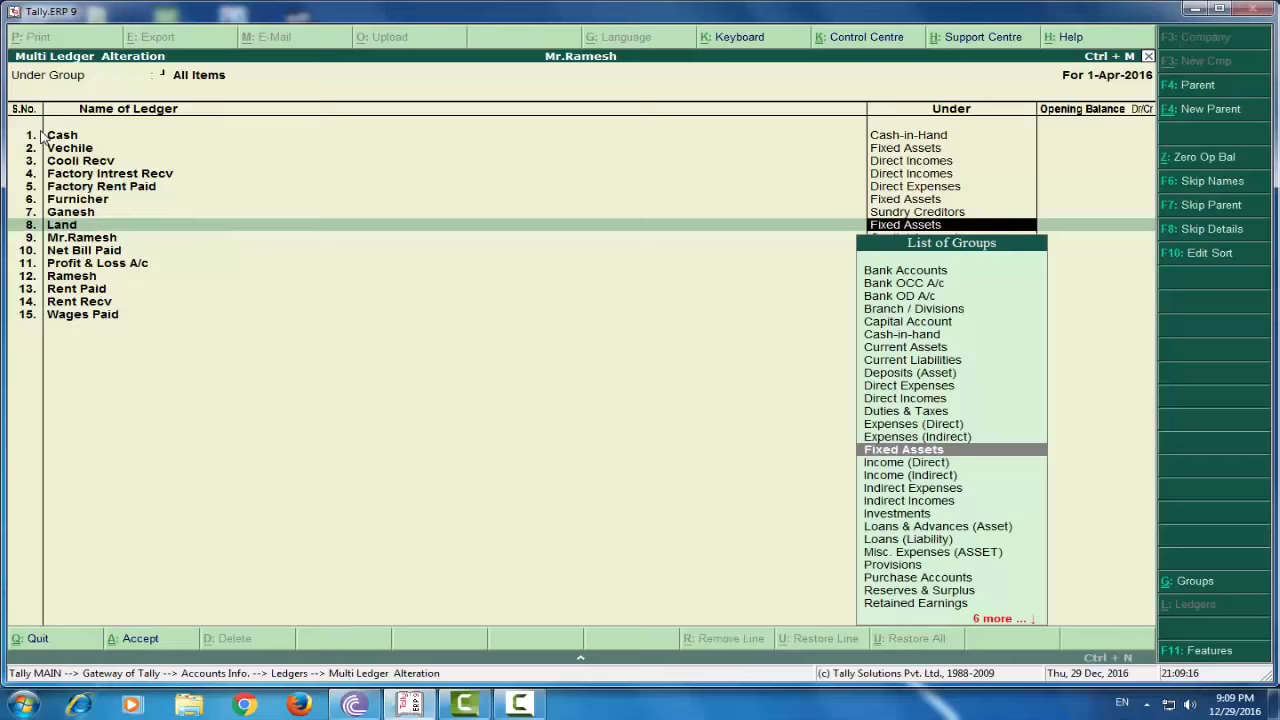 Tally.ERP 9
P: Print E: Export M: E-Mail O: Upload G: Language K: Keyboard K: Control Centre H: Support Centre H: Help F3: Company
Multi Ledger Alteration Mr.Ramesh Ctrl + M F3: New Cmp
Under Group : All Items For 1-Apr-2016
F4: Parent
S.No. Name of Ledger Under Opening Balance Dr/Cr F4: New Parent
1. Cash Cash-in-Hand
2. Vechile Fixed Assets
3. Cooli Recv Direct Incomes Z: Zero Op Bal
4. Factory Intrest Recv Direct Incomes
5. Factory Rent Paid Direct Expenses F6: Skip Names
6. Furnicher Fixed Assets
7. Ganesh Sundry Creditors F7: Skip Parent
8. Land Fixed Assets F8: Skip Details
9. Mr.Ramesh
10. Net Bill Paid F10: Edit Sort
11. Profit & Loss A/c
12. Ramesh
13. Rent Paid
14. Rent Recv
15. Wages Paid
List of Groups
Bank Accounts
Bank OCC A/c
Bank OD A/c
Branch / Divisions
Capital Account
Cash-in-hand
Current Assets
Current Liabilities
Deposits (Asset)
Direct Expenses
Direct Incomes
Duties & Taxes
Expenses (Direct)
Expenses (Indirect)
Fixed Assets
Income (Direct)
Income (Indirect)
Indirect Expenses
Indirect Incomes
Investments
Loans & Advances (Asset)
Loans (Liability)
Misc. Expenses (ASSET)
Provisions
Purchase Accounts
Reserves & Surplus
Retained Earnings
6 more ... ↓
G: Groups
L: Ledgers
Q: Quit A: Accept D: Delete R: Remove Line U: Restore Line U: Restore All F11: Features
Ctrl + N
Tally MAIN --> Gateway of Tally --> Accounts Info. --> Ledgers --> Multi Ledger Alteration (c) Tally Solutions Pvt. Ltd., 1988-2009 Thu, 29 Dec, 2016 21:09:16
EN 9:09 PM
12/29/2016